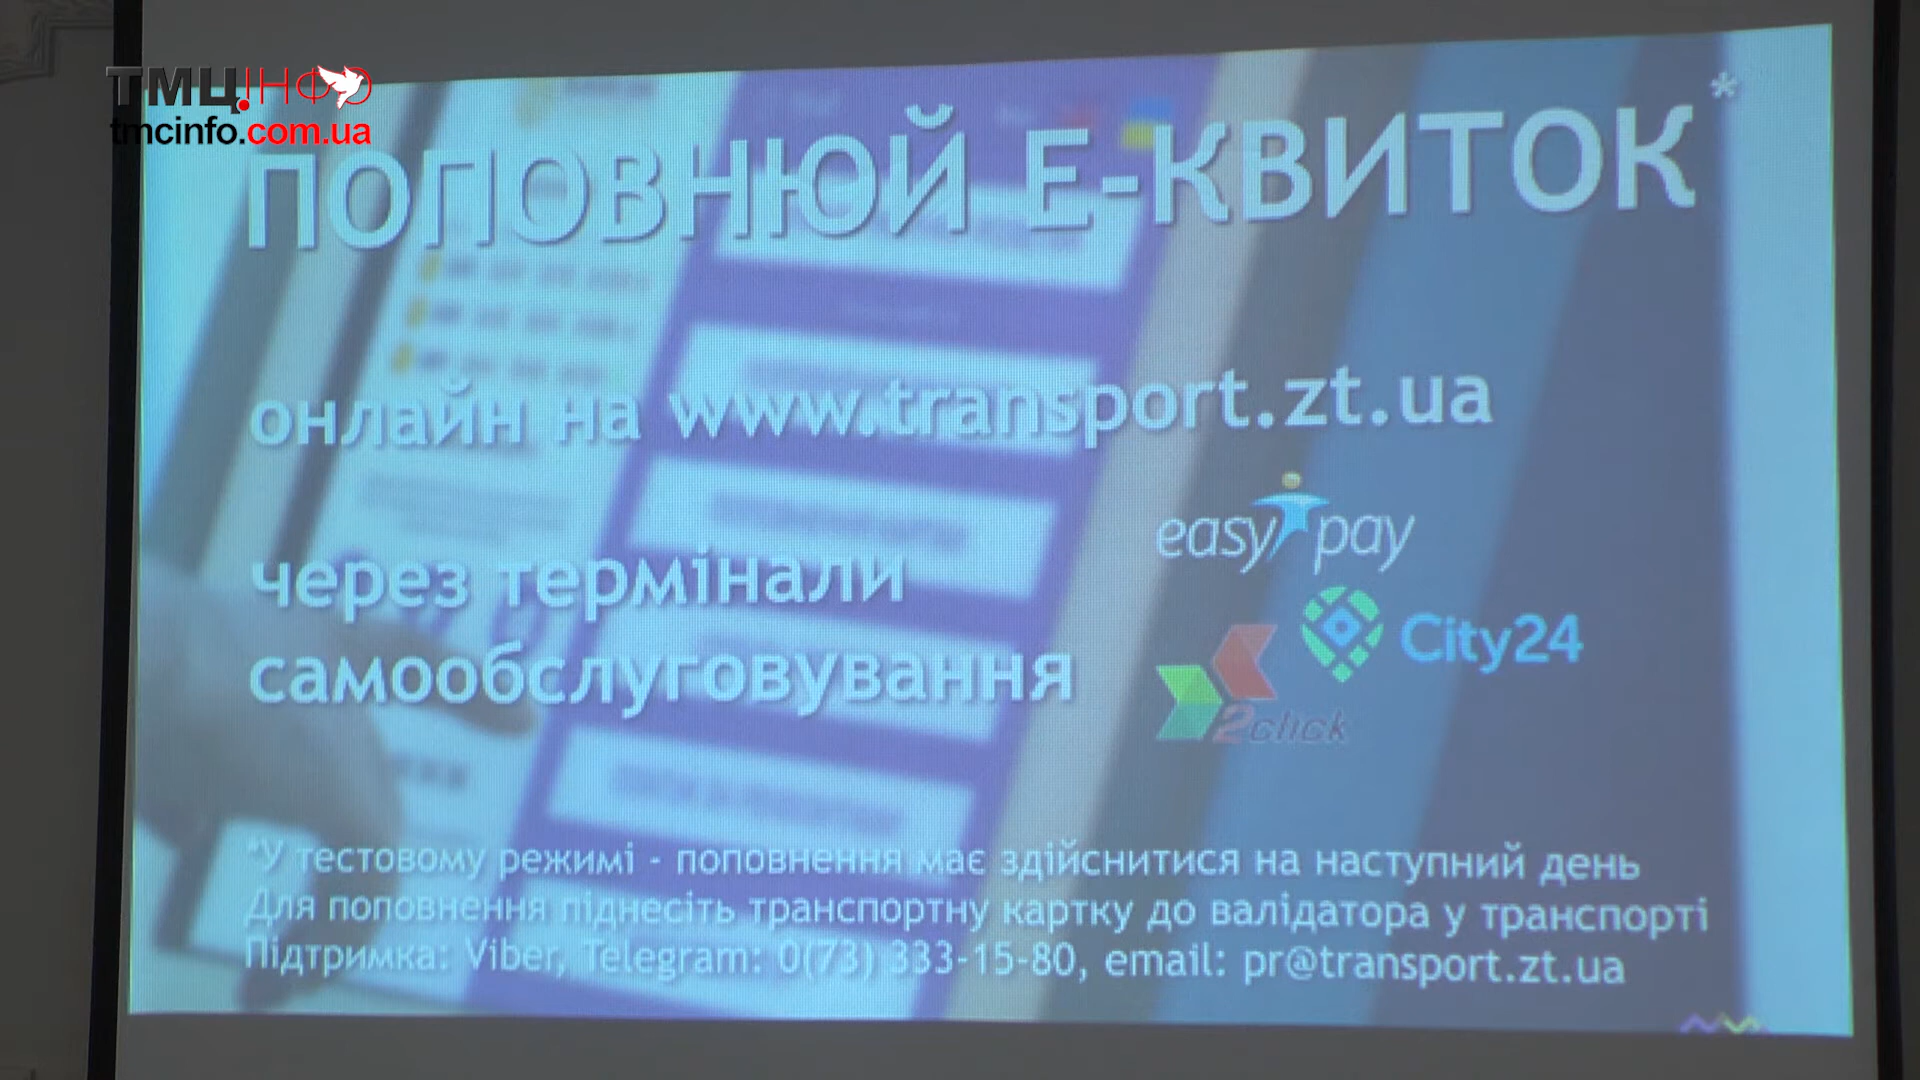 ТМЦ.ІНФО
tmcinfo.com.ua
ПОПОВНЮЙ Е-КВИТОК*
онлайн на www.transport.zt.ua
easypay
через термінали
City24
самообслуговування
2click
*У тестовому режимі - поповнення має здійснитися на наступний день
Для поповнення піднесіть транспортну картку до валідатора у транспорті
Підтримка: Viber, Telegram: 0(73) 333-15-80, email: pr@transport.zt.ua